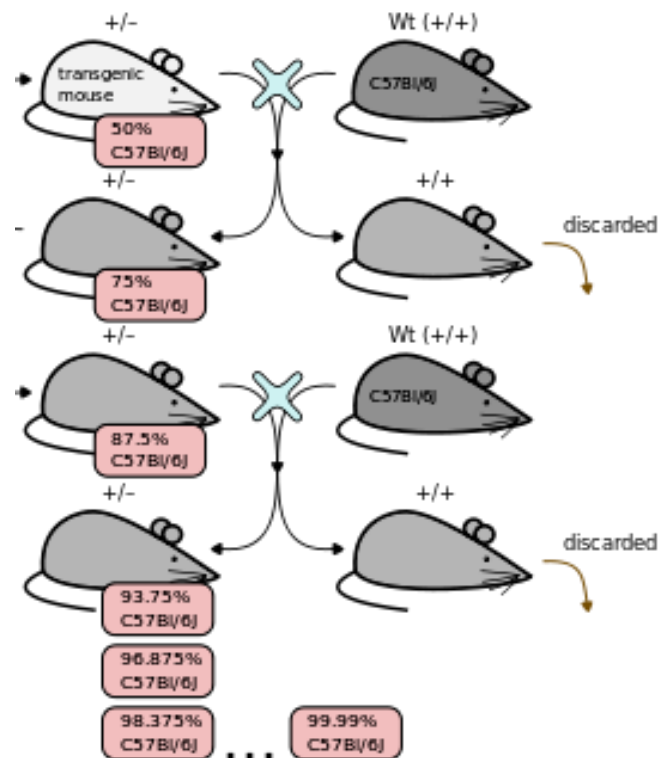 +/–
Wt (+/+)
transgenic
mouse
C57Bl/6J
50%
C57Bl/6J
+/–
+/+
discarded
75%
C57Bl/6J
+/–
Wt (+/+)
C57Bl/6J
87.5%
C57Bl/6J
+/–
+/+
discarded
93.75%
C57Bl/6J
96.875%
C57Bl/6J
98.375%
C57Bl/6J
...
99.99%
C57Bl/6J